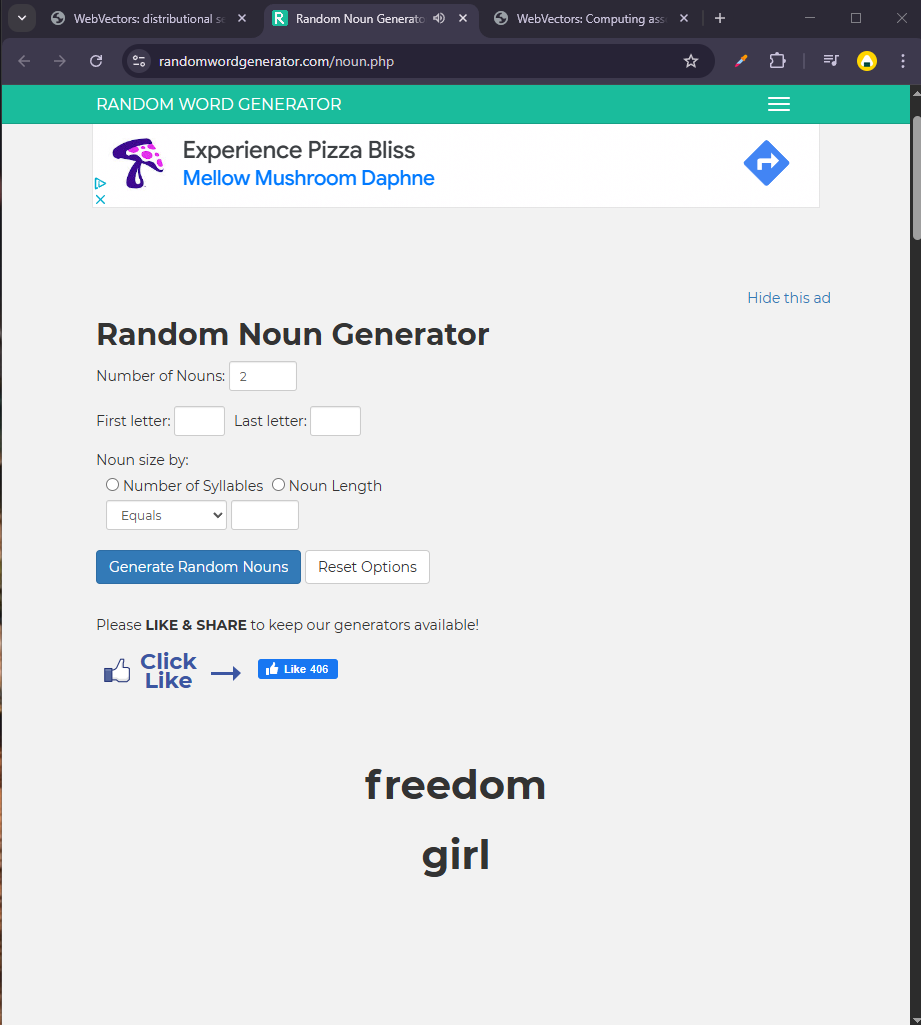 WebVectors: distributional se
Random Noun Generato
WebVectors: Computing ass
randomwordgenerator.com/noun.php
RANDOM WORD GENERATOR
Experience Pizza Bliss
Mellow Mushroom Daphne
Hide this ad
Random Noun Generator
Number of Nouns: 2
First letter: Last letter:
Noun size by:
Number of Syllables Noun Length
Equals
Generate Random Nouns Reset Options
Please LIKE & SHARE to keep our generators available!
Click
Like
Like 406
freedom
girl